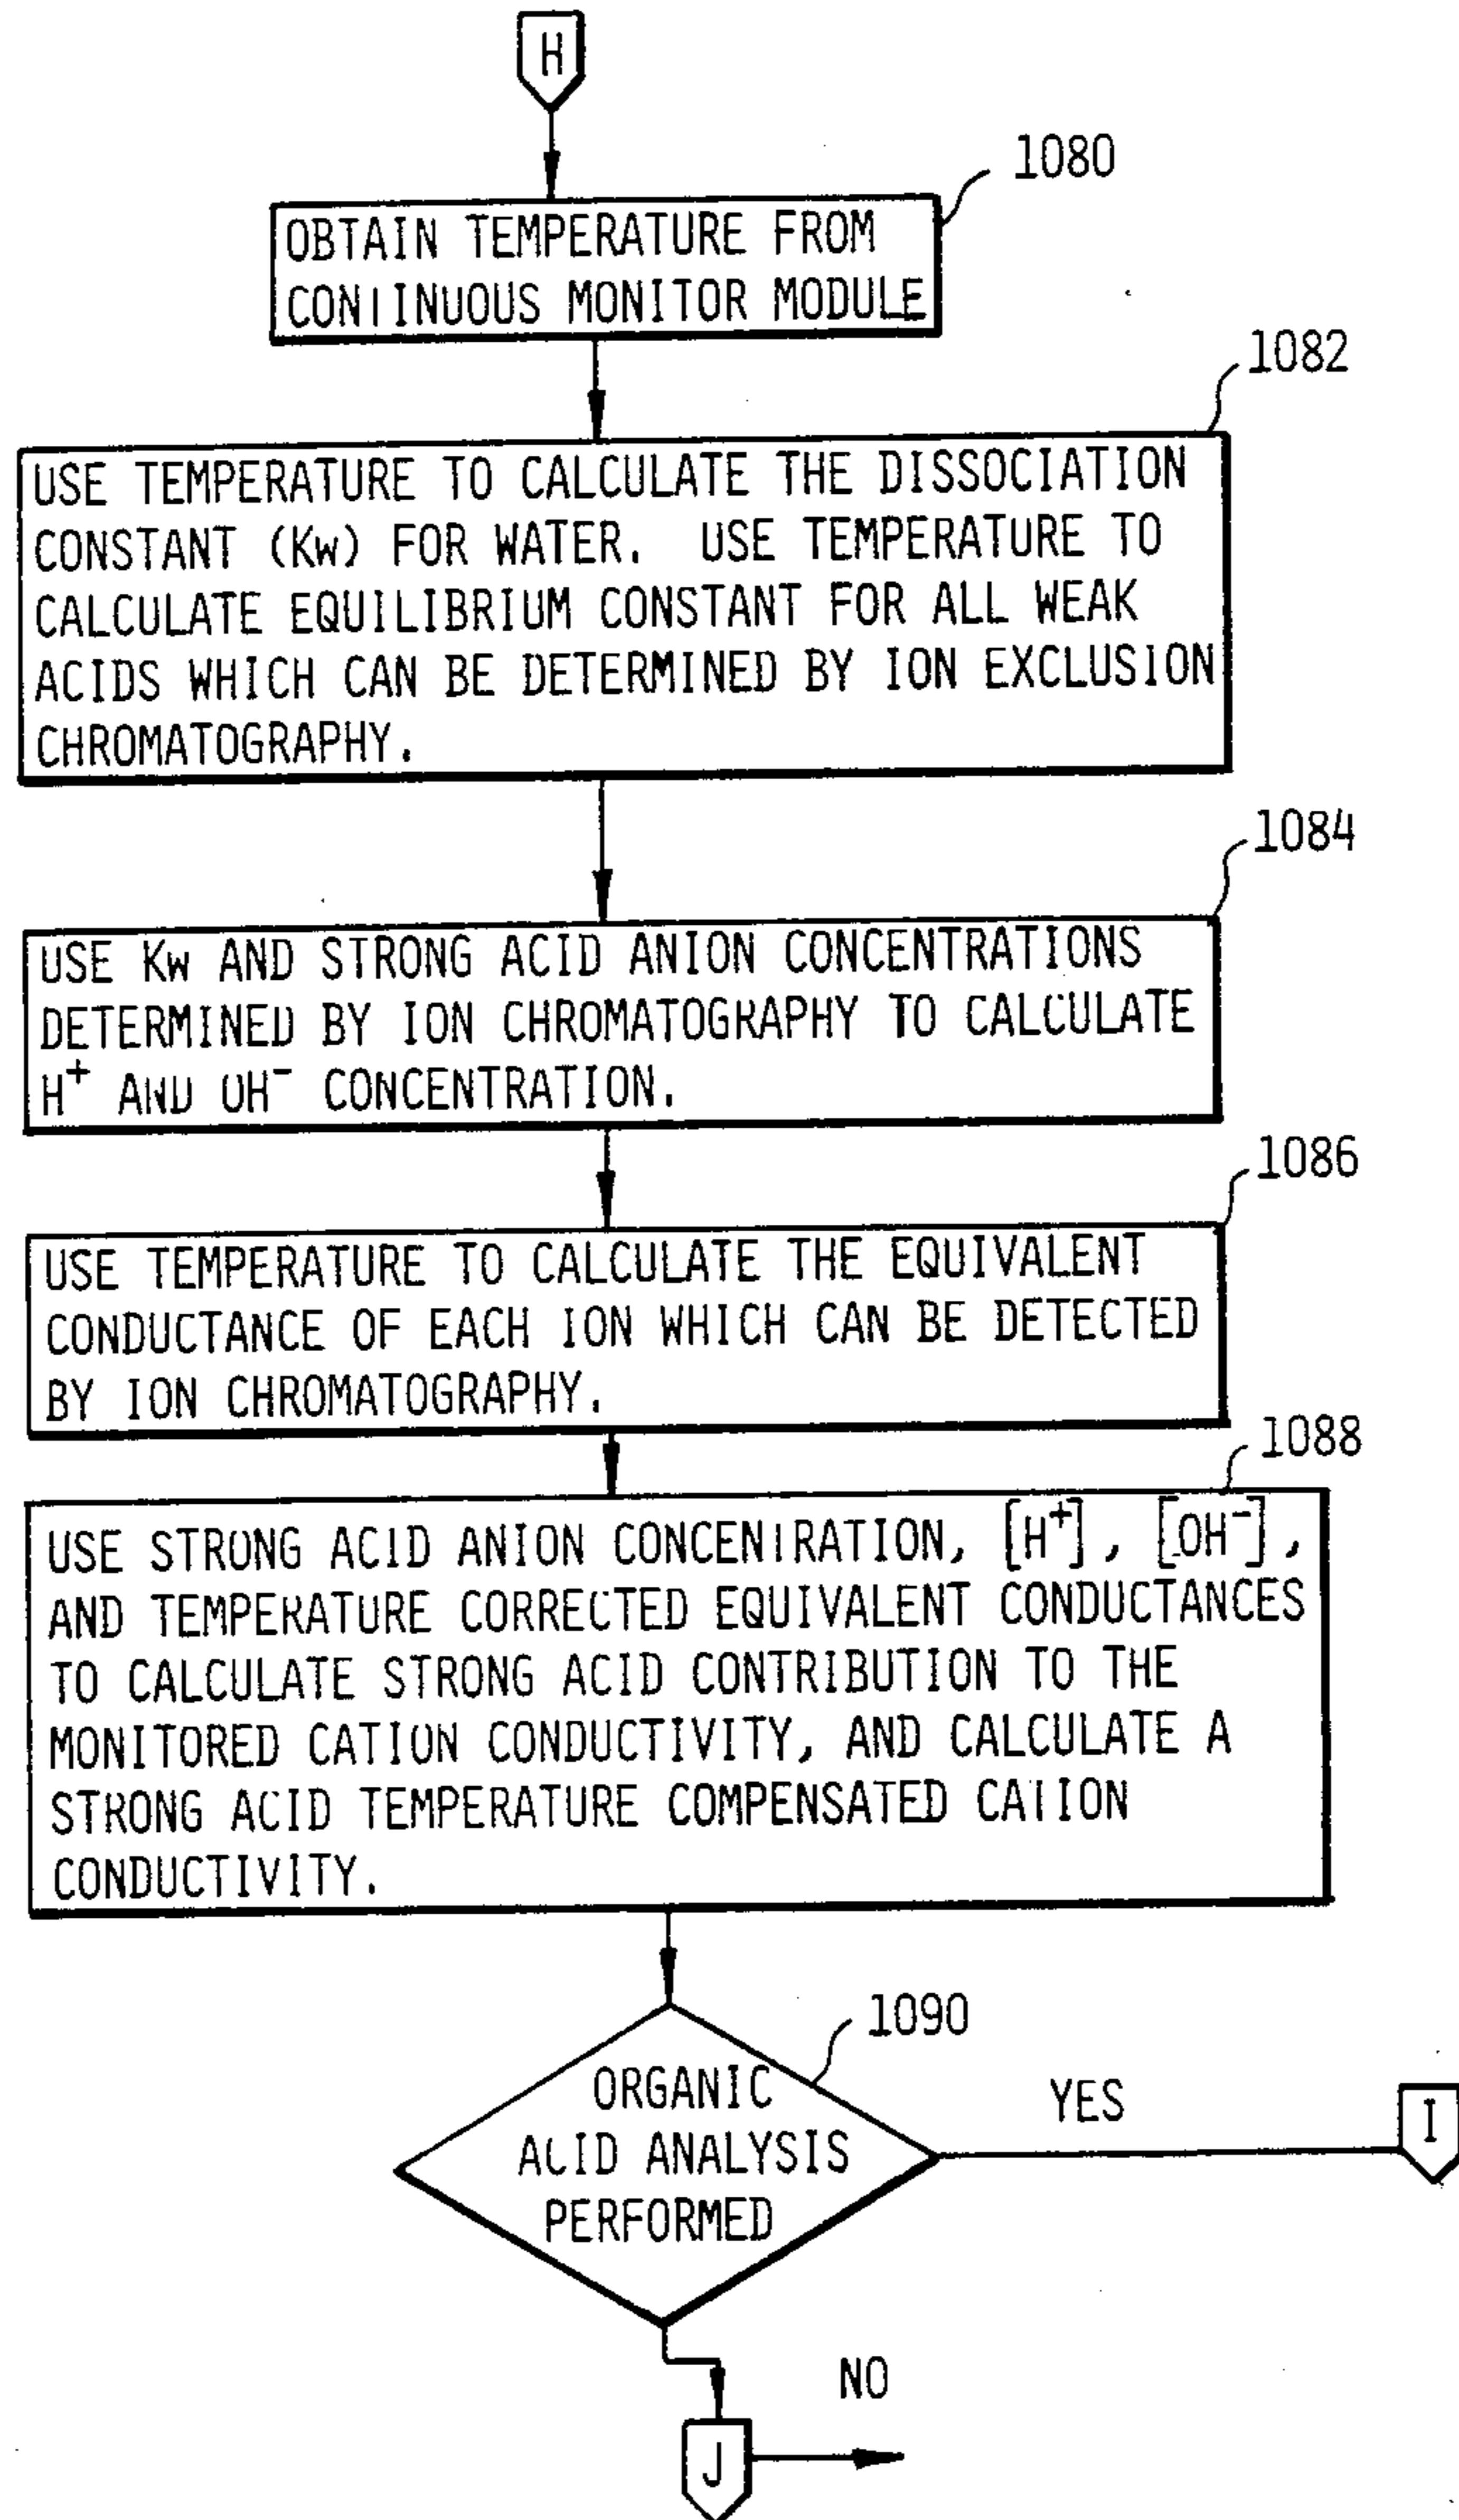 H
1080
OBTAIN TEMPERATURE FROM
CONTINUOUS MONITOR MODULE
1082
USE TEMPERATURE TO CALCULATE THE DISSOCIATION
CONSTANT (Kw) FOR WATER. USE TEMPERATURE TO
CALCULATE EQUILIBRIUM CONSTANT FOR ALL WEAK
ACIDS WHICH CAN BE DETERMINED BY ION EXCLUSION
CHROMATOGRAPHY.
1084
USE Kw AND STRONG ACID ANION CONCENTRATIONS
DETERMINED BY ION CHROMATOGRAPHY TO CALCULATE
H⁺ AND OH⁻ CONCENTRATION.
1086
USE TEMPERATURE TO CALCULATE THE EQUIVALENT
CONDUCTANCE OF EACH ION WHICH CAN BE DETECTED
BY ION CHROMATOGRAPHY.
1088
USE STRONG ACID ANION CONCENTRATION, [H⁺], [OH⁻],
AND TEMPERATURE CORRECTED EQUIVALENT CONDUCTANCES
TO CALCULATE STRONG ACID CONTRIBUTION TO THE
MONITORED CATION CONDUCTIVITY, AND CALCULATE A
STRONG ACID TEMPERATURE COMPENSATED CATION
CONDUCTIVITY.
1090
ORGANIC
ACID ANALYSIS
PERFORMED
YES
I
NO
J